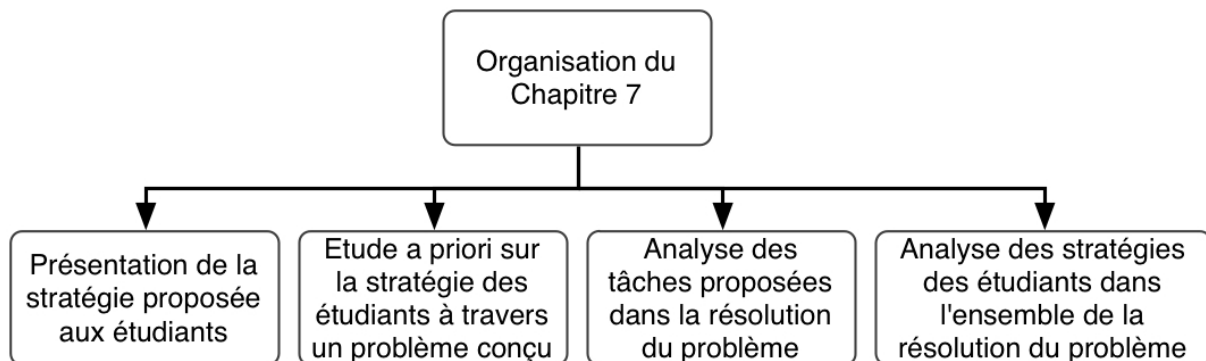 Organisation du
Chapitre 7
Présentation de la
stratégie proposée
aux étudiants
Etude a priori sur
la stratégie des
étudiants à travers
un problème conçu
Analyse des
tâches proposées
dans la résolution
du problème
Analyse des stratégies
des étudiants dans
l'ensemble de la
résolution du problème